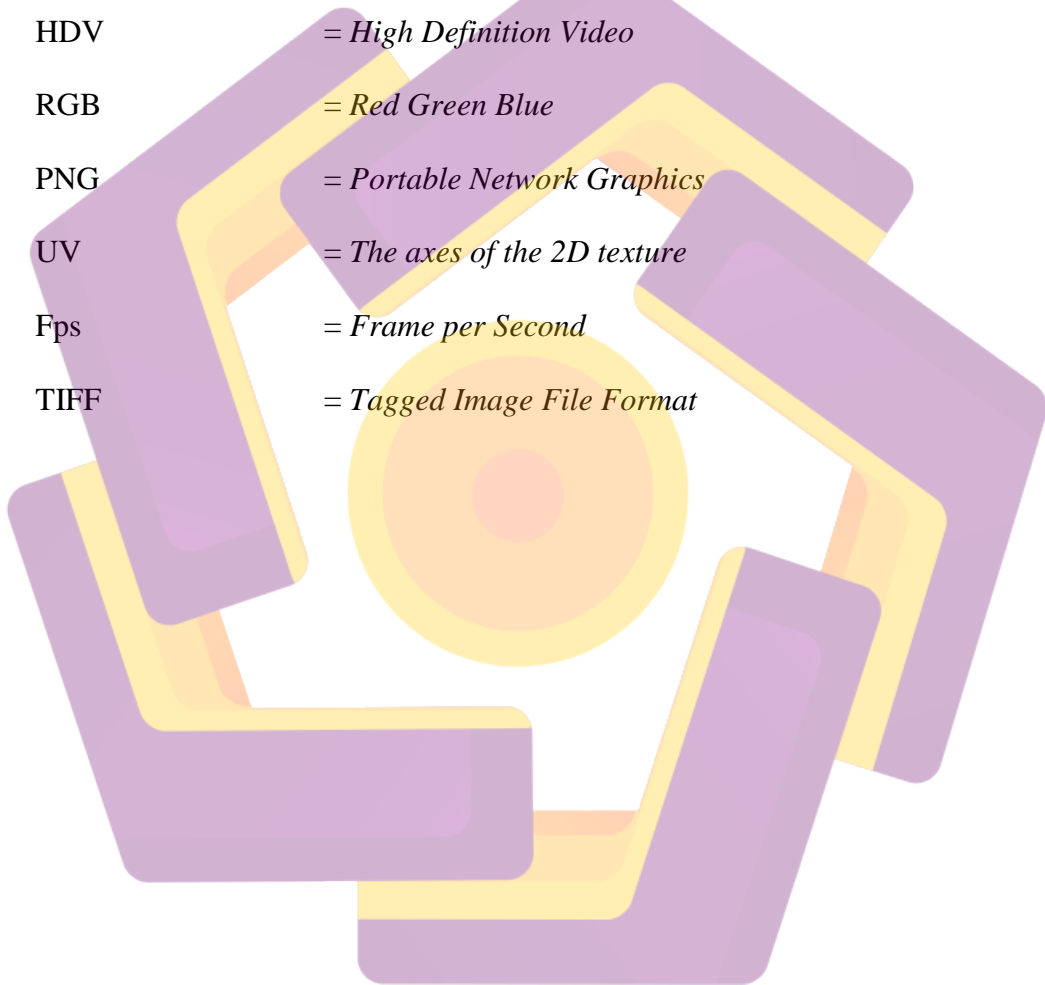 HDV = High Definition Video
RGB = Red Green Blue
PNG = Portable Network Graphics
UV = The axes of the 2D texture
Fps = Frame per Second
TIFF = Tagged Image File Format